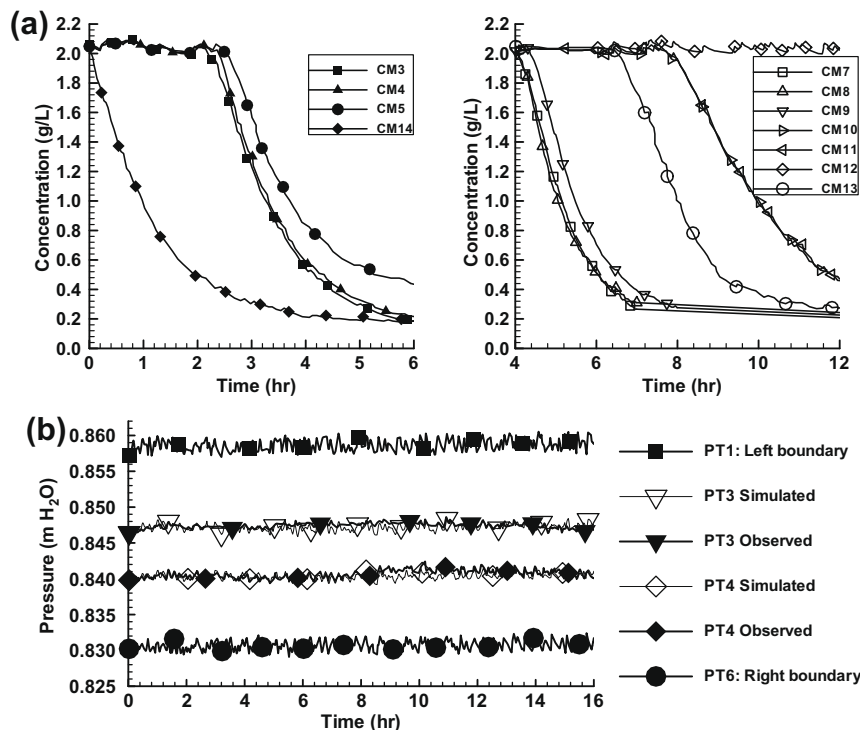 (a)
Concentration (g/L)
2.2
2.0
1.8
1.6
1.4
1.2
1.0
0.8
0.6
0.4
0.2
0.0
0
1
2
3
4
5
6
Time (hr)
CM3
CM4
CM5
CM14
Concentration (g/L)
2.2
2.0
1.8
1.6
1.4
1.2
1.0
0.8
0.6
0.4
0.2
0.0
4
6
8
10
12
Time (hr)
CM7
CM8
CM9
CM10
CM11
CM12
CM13
(b)
Pressure (m H₂O)
0.860
0.855
0.850
0.845
0.840
0.835
0.830
0.825
0
2
4
6
8
10
12
14
16
Time (hr)
PT1: Left boundary
PT3 Simulated
PT3 Observed
PT4 Simulated
PT4 Observed
PT6: Right boundary